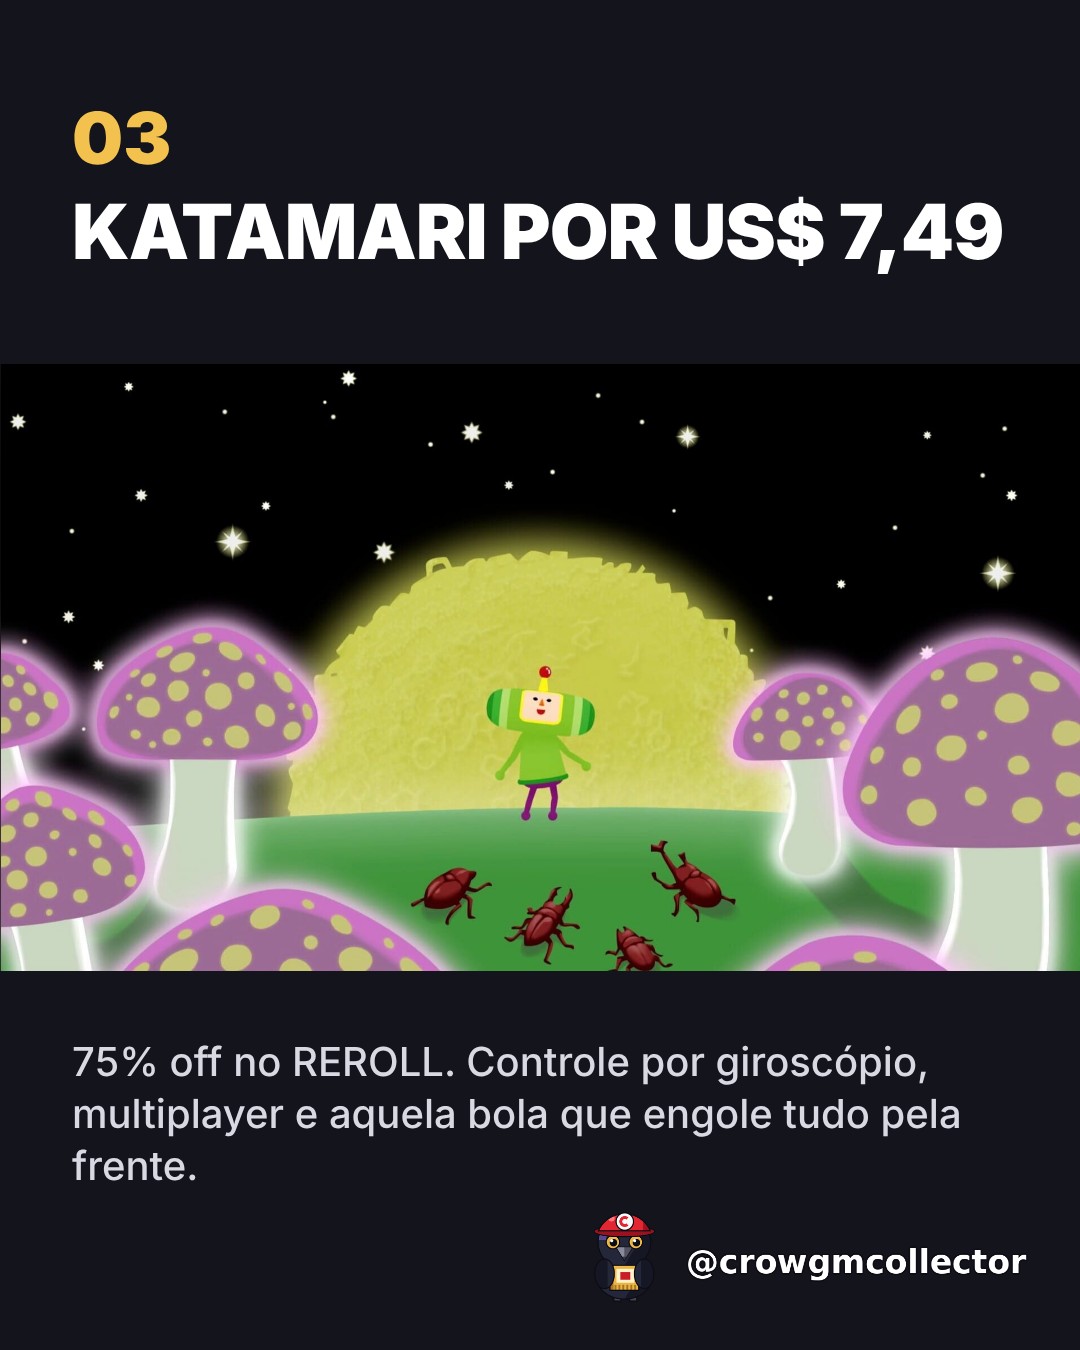 03
KATAMARI POR US$ 7,49
75% off no REROLL. Controle por giroscópio,
multiplayer e aquela bola que engole tudo pela
frente.
C
@crowgmcollector